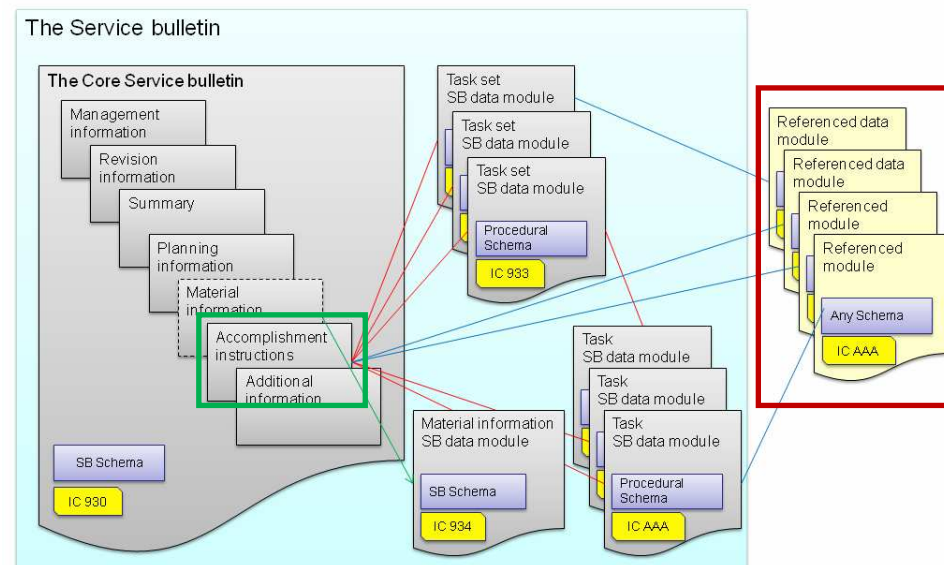 The Service bulletin
The Core Service bulletin
Management
information
Revision
information
Summary
Planning
information
Material
information
Accomplishment
instructions
Additional
information
SB Schema
IC 930
Task set
SB data module
Task set
SB data module
Task set
SB data module
Procedural
Schema
IC 933
Material information
SB data module
SB Schema
IC 934
Task
SB data module
Task
SB data module
Task
SB data module
Procedural
Schema
IC AAA
Referenced data
module
Referenced data
module
Referenced
module
Referenced
module
Any Schema
IC AAA